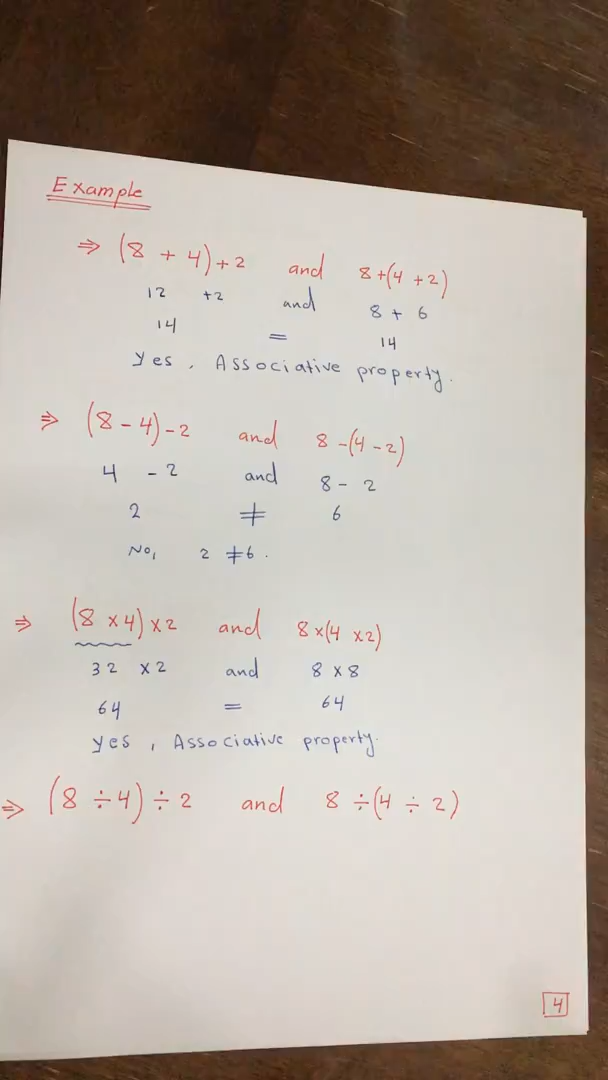 Example
⇒ (8 + 4) + 2 and 8 + (4 + 2)
12 + 2 and 8 + 6
14 = 14
Yes, Associative property.
⇒ (8 - 4) - 2 and 8 - (4 - 2)
4 - 2 and 8 - 2
2 ≠ 6
No, 2 ≠ 6.
⇒ (8 × 4) × 2 and 8 × (4 × 2)
32 × 2 and 8 × 8
64 = 64
Yes, Associative property.
⇒ (8 ÷ 4) ÷ 2 and 8 ÷ (4 ÷ 2)
4